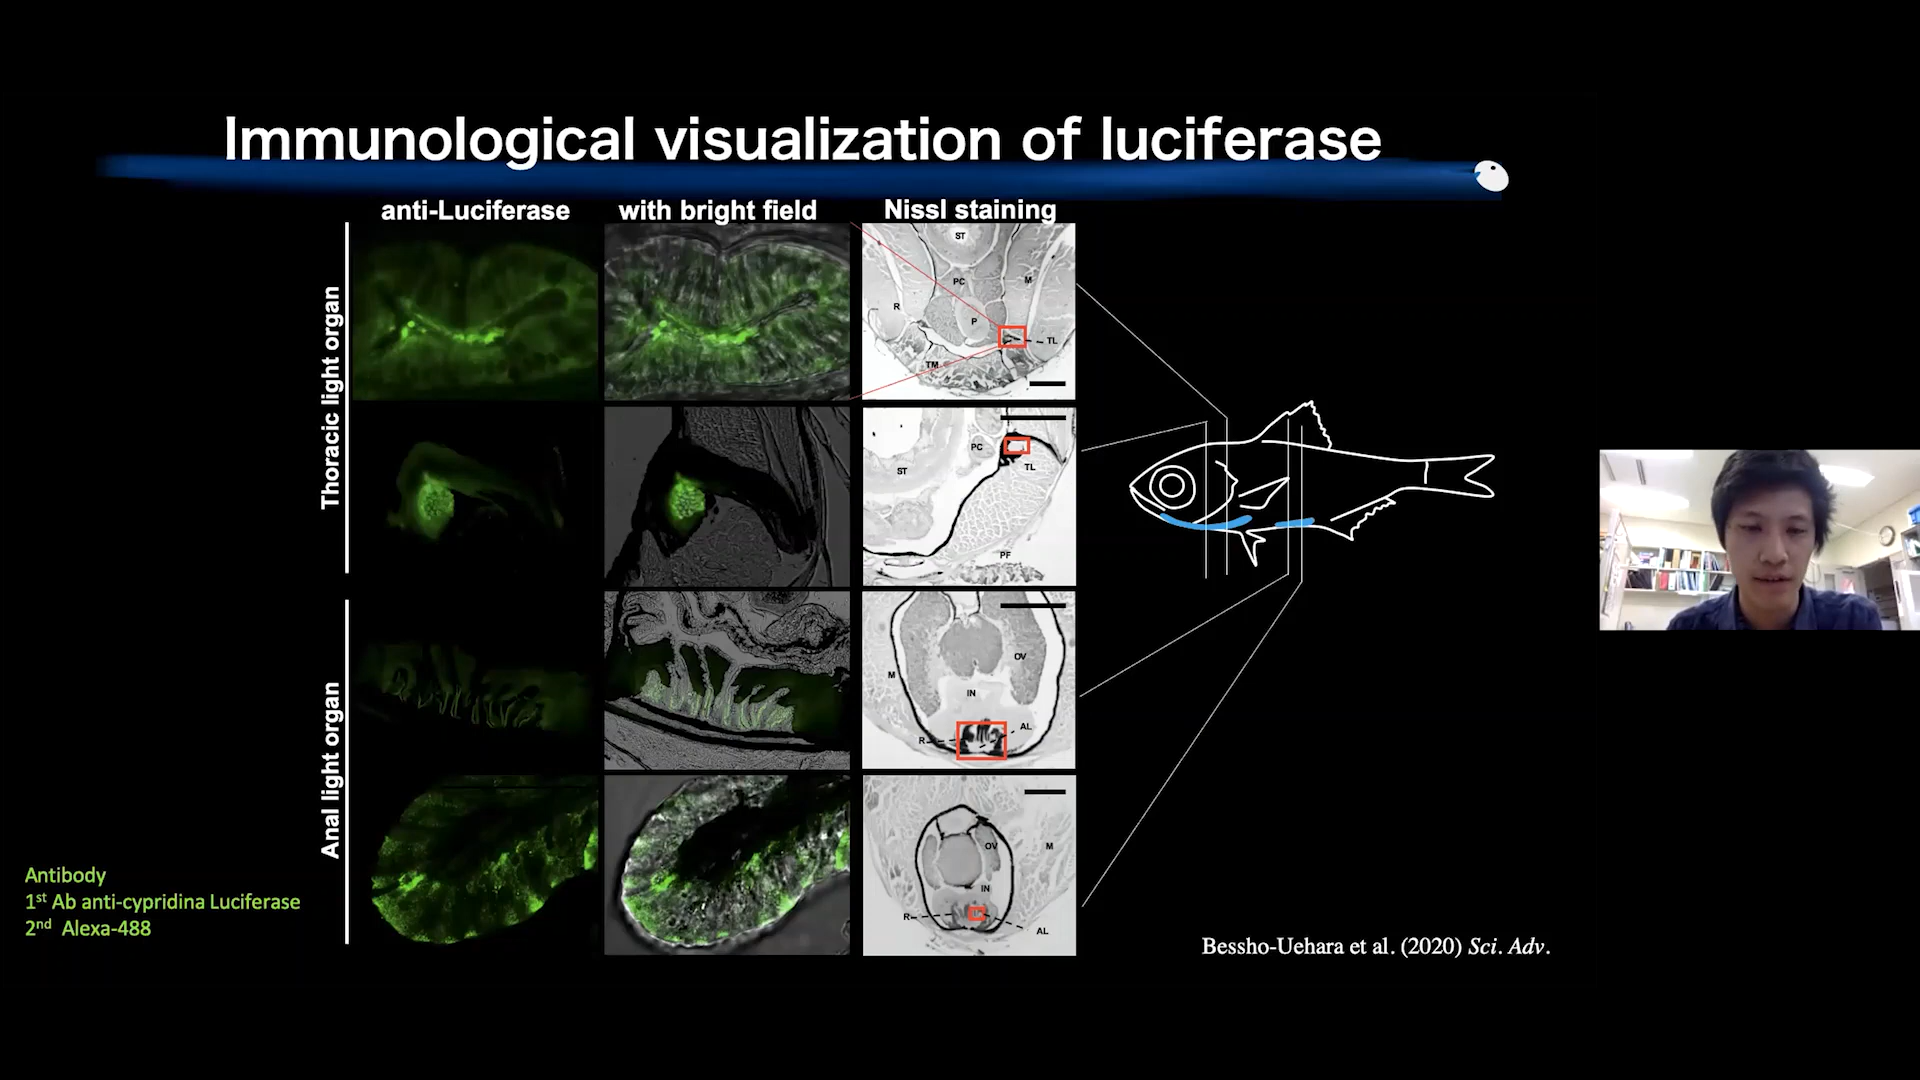 Immunological visualization of luciferase
anti-Luciferase with bright field Nissl staining
Thoracic light organ
ST
PC
M
R
P
TL
TM
PC
ST
TL
PF
Anal light organ
OV
M
IN
AL
R
OV
M
IN
R
AL
Antibody
1st Ab anti-cypridina Luciferase
2nd Alexa-488
Bessho-Uehara et al. (2020) Sci. Adv.